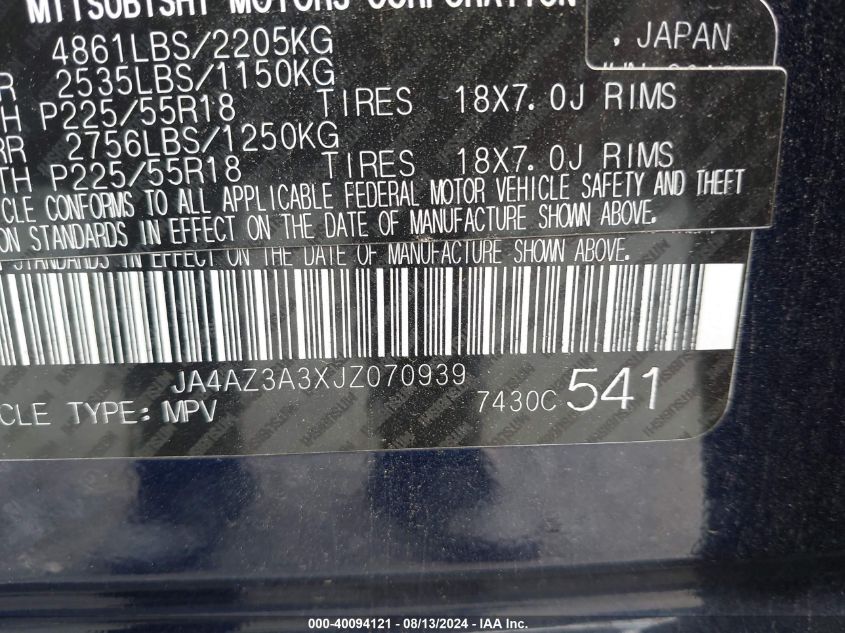 MITSUBISHI MOTORS CORPORATION
, JAPAN
4861LBS/2205KG
R 2535LBS/1150KG
TH P225/55R18 TIRES 18X7.0J RIMS
RR 2756LBS/1250KG
TH P225/55R18 TIRES 18X7.0J RIMS
ICLE CONFORMS TO ALL APPLICABLE FEDERAL MOTOR VEHICLE SAFETY AND THEFT
ON STANDARDS IN EFFECT ON THE DATE OF MANUFACTURE SHOWN ABOVE.
STANDARDS IN EFFECT ON THE DATE OF MANUFACTURE SHOWN ABOVE.
JA4AZ3A3XJZ070939
ICLE TYPE: MPV 7430C 541
000-40094121 - 08/13/2024 - IAA Inc.